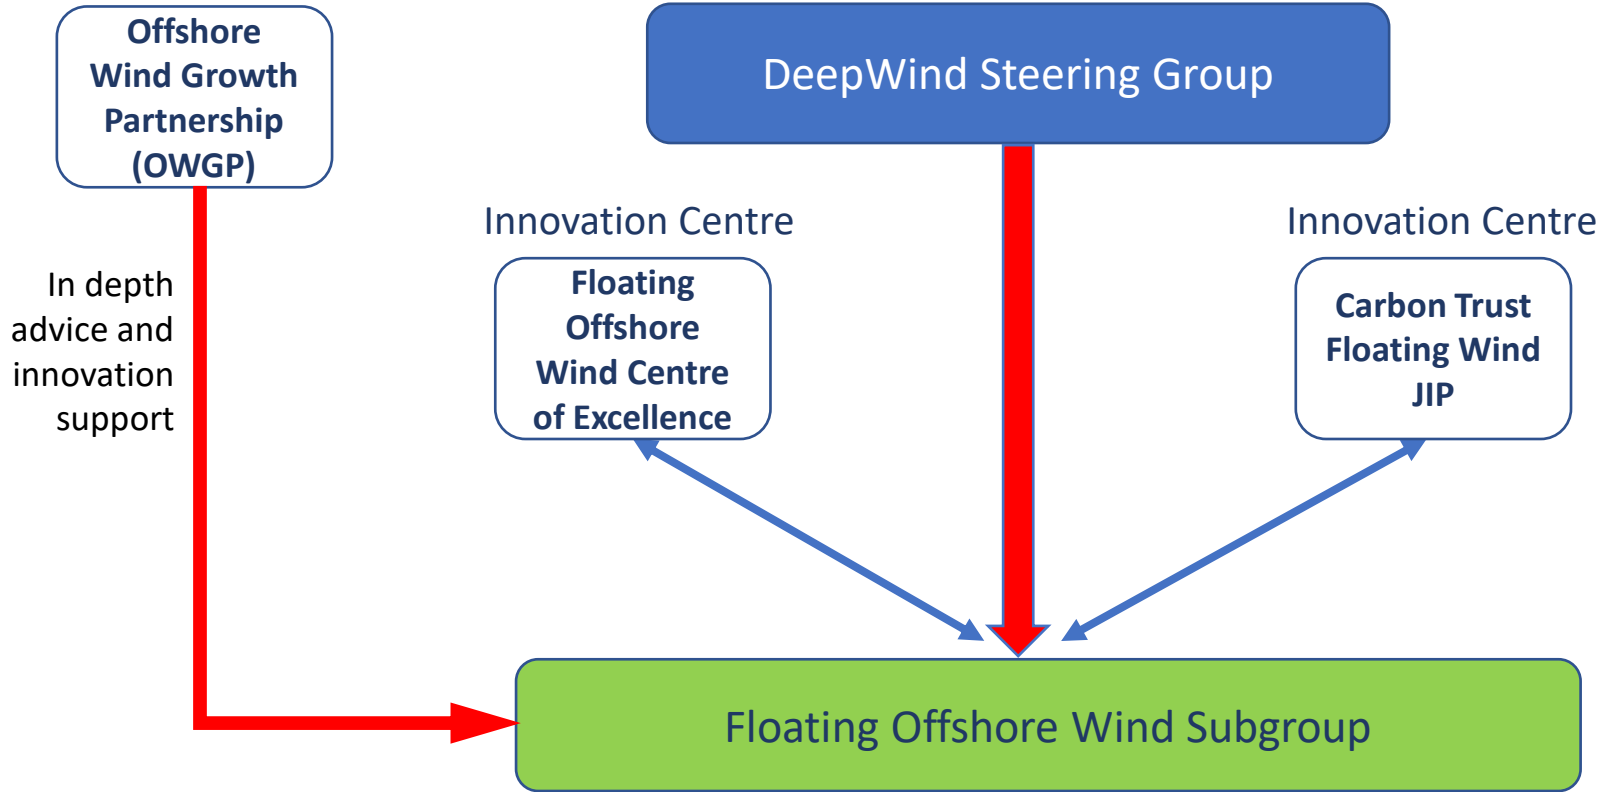 Offshore
Wind Growth
Partnership
(OWGP)
DeepWind Steering Group
Innovation Centre
Innovation Centre
In depth
advice and
innovation
support
Floating
Offshore
Wind Centre
of Excellence
Carbon Trust
Floating Wind
JIP
Floating Offshore Wind Subgroup